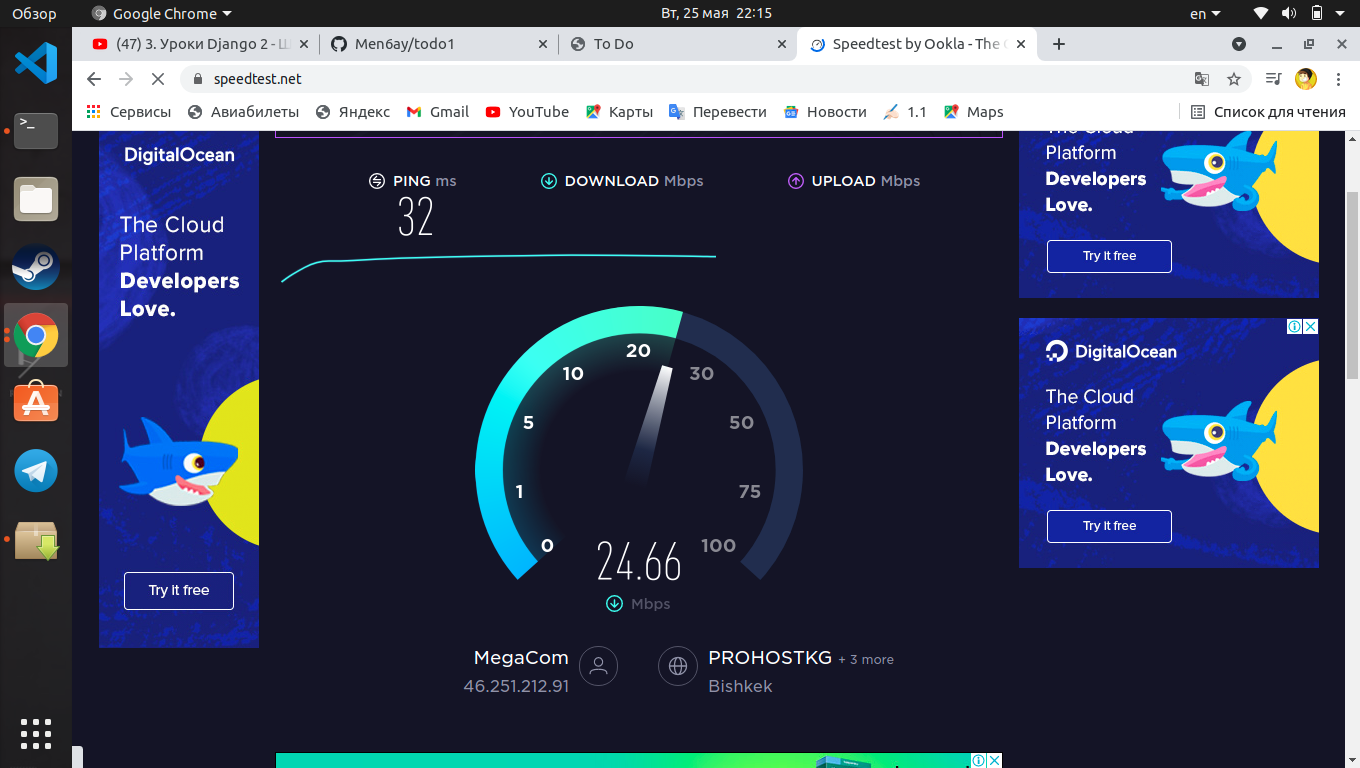 Обзор
Google Chrome
Вт, 25 мая 22:15
en
(47) 3. Уроки Django 2 - Ш
Men6ay/todo1
To Do
Speedtest by Ookla - The
speedtest.net
Сервисы
Авиабилеты
Яндекс
Gmail
YouTube
Карты
Перевести
Новости
1.1
Maps
Список для чтения
DigitalOcean
The Cloud
Platform
Developers
Love.
Try It free
PING ms
32
DOWNLOAD Mbps
UPLOAD Mbps
0
1
5
10
20
30
50
75
100
24.66
Mbps
MegaCom
46.251.212.91
PROHOSTKG + 3 more
Bishkek
The Cloud
Platform
Developers
Love.
Try It free
DigitalOcean
The Cloud
Platform
Developers
Love.
Try It free